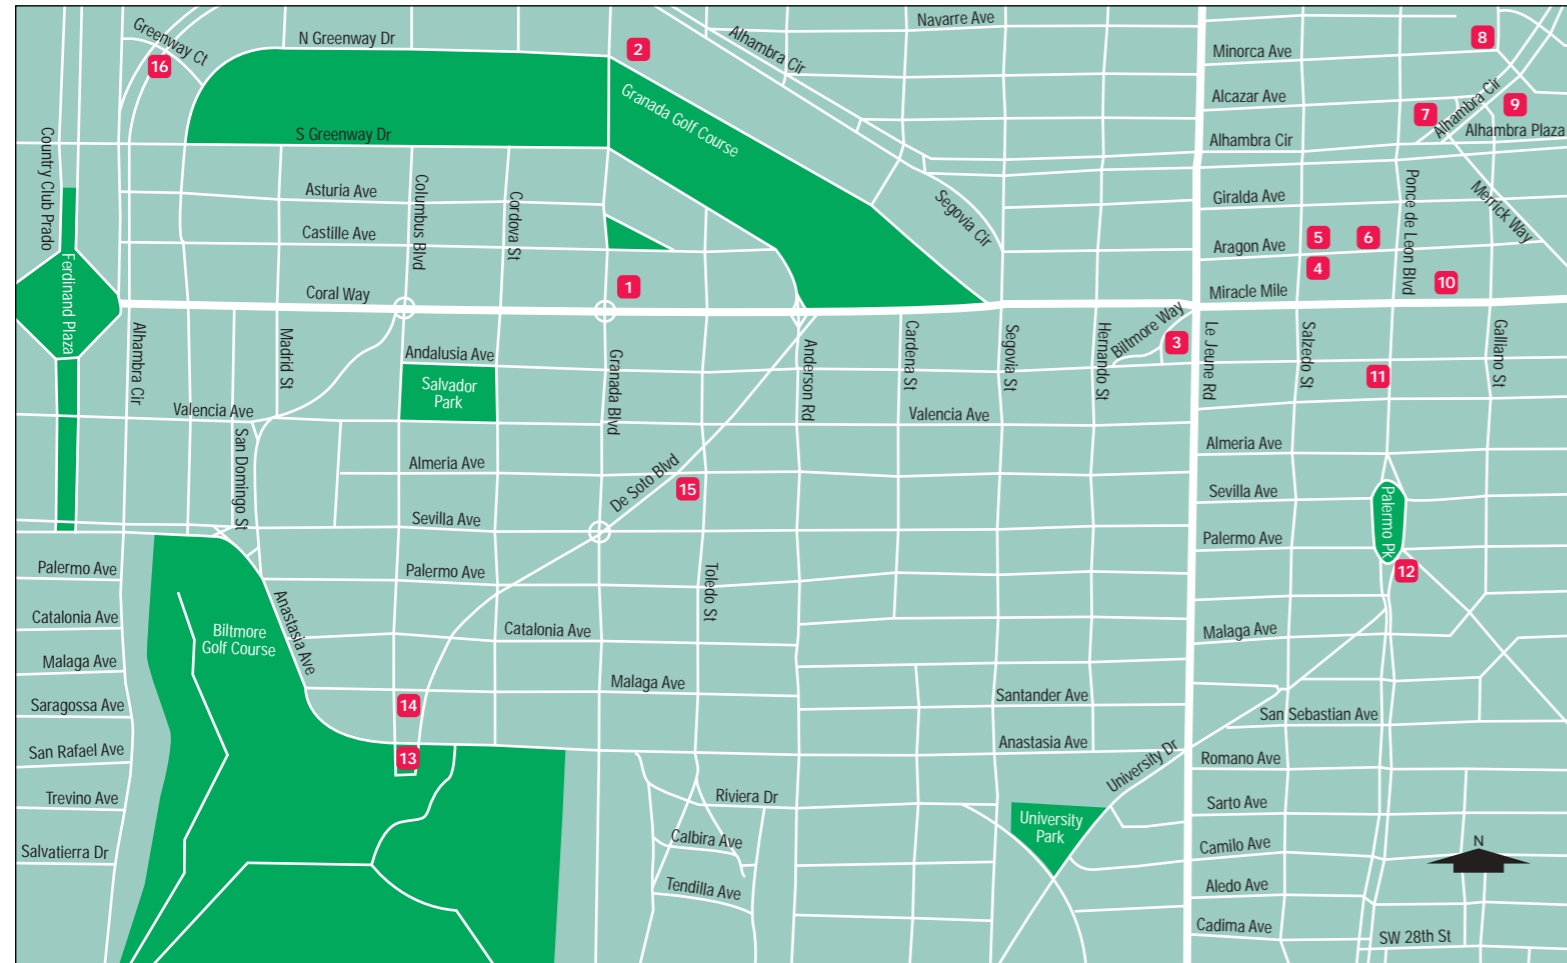 Navarre Ave
Greenway Ct
N Greenway Dr
2
Alhambra Cir
8
Minorca Ave
16
Granada Golf Course
Alcazar Ave
7
Alhambra Cir
9
S Greenway Dr
Alhambra Cir
Alhambra Plaza
Country Club Prado
Asturia Ave
Columbus Blvd
Cordova St
Segovia Cir
Giralda Ave
Ponce de Leon Blvd
Merrick Way
Castille Ave
5
6
Aragon Ave
4
Ferdinand Plaza
Coral Way
1
Miracle Mile
10
Alhambra Cir
Madrid St
Andalusia Ave
Granada Blvd
Anderson Rd
Cardena St
Segovia St
Hernando St
Biltmore Way
3
Le Jeune Rd
Salzedo St
11
Galliano St
Salvador
Park
Valencia Ave
Valencia Ave
San Domingo St
Almeria Ave
De Soto Blvd
15
Almeria Ave
Sevilla Ave
Sevilla Ave
Palermo Pk
Palermo Ave
Palermo Ave
Palermo Ave
Toledo St
12
Anastasia Ave
Catalonia Ave
Biltmore
Golf Course
Catalonia Ave
Malaga Ave
Malaga Ave
Malaga Ave
Santander Ave
Saragossa Ave
14
San Sebastian Ave
San Rafael Ave
13
Anastasia Ave
University Dr
Romano Ave
Trevino Ave
Riviera Dr
Sarto Ave
University
Park
Calbira Ave
Camilo Ave
N
Salvatierra Dr
Tendilla Ave
Aledo Ave
Cadima Ave
SW 28th St